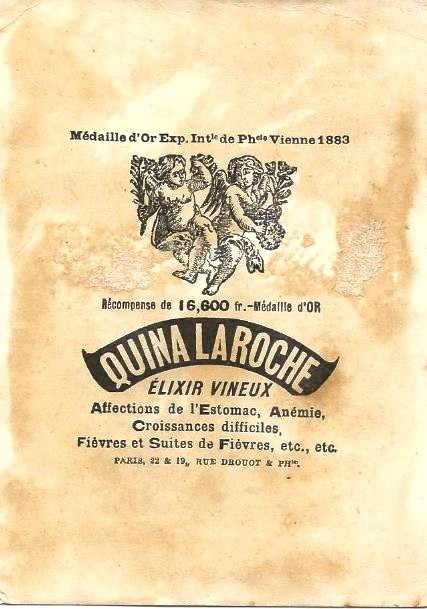 Médaille d'Or Exp. Intle de Phcie Vienne 1883
Récompense de 16,600 fr.-Médaille d'OR
QUINA LAROCHE
ÉLIXIR VINEUX
Affections de l'Estomac, Anémie,
Croissances difficiles,
Fièvres et Suites de Fièvres, etc., etc.
PARIS, 22 & 19, RUE DROUOT & PHies.